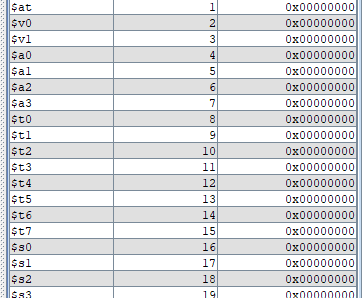 $at 1 0x00000000
$v0 2 0x00000000
$v1 3 0x00000000
$a0 4 0x00000000
$a1 5 0x00000000
$a2 6 0x00000000
$a3 7 0x00000000
$t0 8 0x00000000
$t1 9 0x00000000
$t2 10 0x00000000
$t3 11 0x00000000
$t4 12 0x00000000
$t5 13 0x00000000
$t6 14 0x00000000
$t7 15 0x00000000
$s0 16 0x00000000
$s1 17 0x00000000
$s2 18 0x00000000
$s3 19 0x00000000